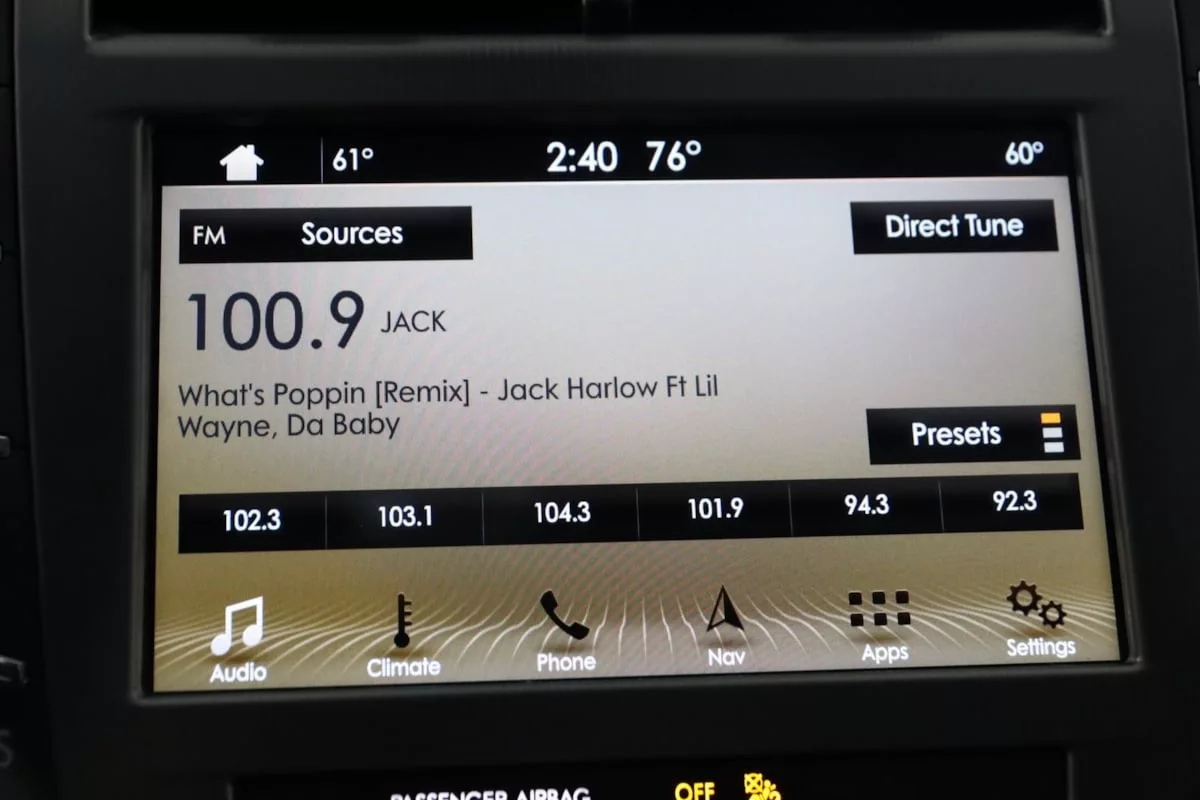 61° 2:40 76° 60°
FM Sources Direct Tune
100.9 JACK
What's Poppin [Remix] - Jack Harlow Ft Lil
Wayne, Da Baby
Presets
102.3 103.1 104.3 101.9 94.3 92.3
Audio Climate Phone Nav Apps Settings
PASSENGER AIRBAG OFF